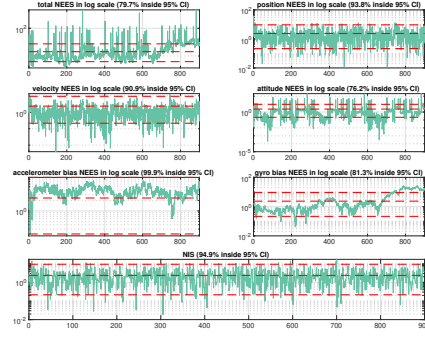 total NEES in log scale (79.7% inside 95% CI)
position NEES in log scale (93.8% inside 95% CI)
10²
0 200 400 600 800
10⁰
10⁻²
0 200 400 600 800
velocity NEES in log scale (90.9% inside 95% CI)
attitude NEES in log scale (76.2% inside 95% CI)
10⁰
0 200 400 600 800
10⁰
0 200 400 600 800
accelerometer bias NEES in log scale (99.9% inside 95% CI)
gyro bias NEES in log scale (81.3% inside 95% CI)
10⁰
0 200 400 600 800
10⁰
10⁻²
0 200 400 600 800
NIS (94.9% inside 95% CI)
10⁰
10⁻²
0 100 200 300 400 500 600 700 800 900